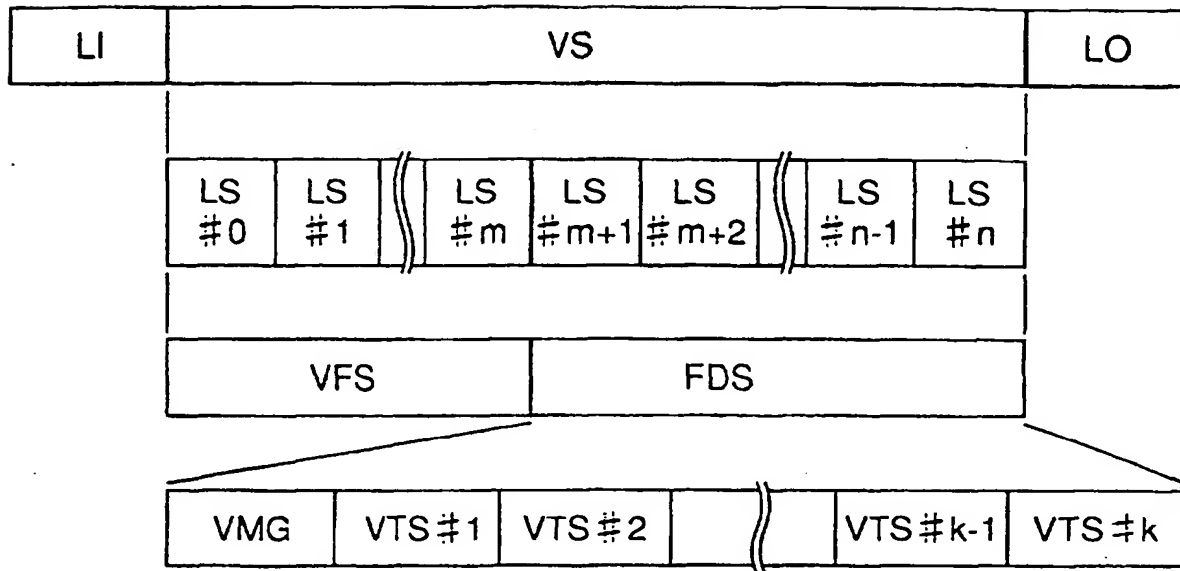 LI VS LO
LS #0 LS #1 LS #m LS #m+1 LS #m+2 LS #n-1 LS #n
VFS FDS
VMG VTS#1 VTS#2 VTS#k-1 VTS#k